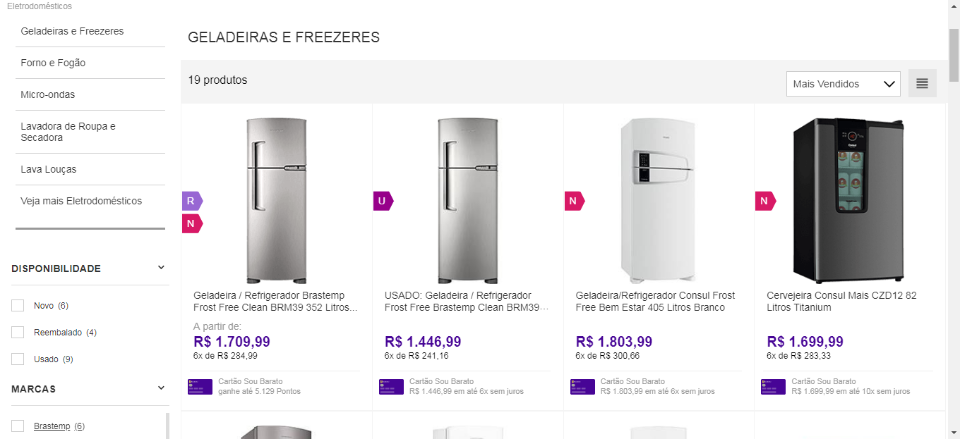 Eletrodomésticos
Geladeiras e Freezeres
Forno e Fogão
Micro-ondas
Lavadora de Roupa e
Secadora
Lava Louças
Veja mais Eletrodomésticos
DISPONIBILIDADE
Novo (6)
Reembalado (4)
Usado (9)
MARCAS
Brastemp (6)
GELADEIRAS E FREEZERES
19 produtos
Mais Vendidos
R
N
Geladeira / Refrigerador Brastemp
Frost Free Clean BRM39 352 Litros...
A partir de:
R$ 1.709,99
6x de R$ 284,99
Cartão Sou Barato
ganhe até 5.129 Pontos
U
USADO: Geladeira / Refrigerador
Frost Free Brastemp Clean BRM39...
R$ 1.446,99
6x de R$ 241,16
Cartão Sou Barato
R$ 1.446,99 em até 6x sem juros
N
Geladeira/Refrigerador Consul Frost
Free Bem Estar 405 Litros Branco
R$ 1.803,99
6x de R$ 300,66
Cartão Sou Barato
R$ 1.803,99 em até 6x sem juros
N
Cervejeira Consul Mais CZD12 82
Litros Titanium
R$ 1.699,99
6x de R$ 283,33
Cartão Sou Barato
R$ 1.699,99 em até 10x sem juros